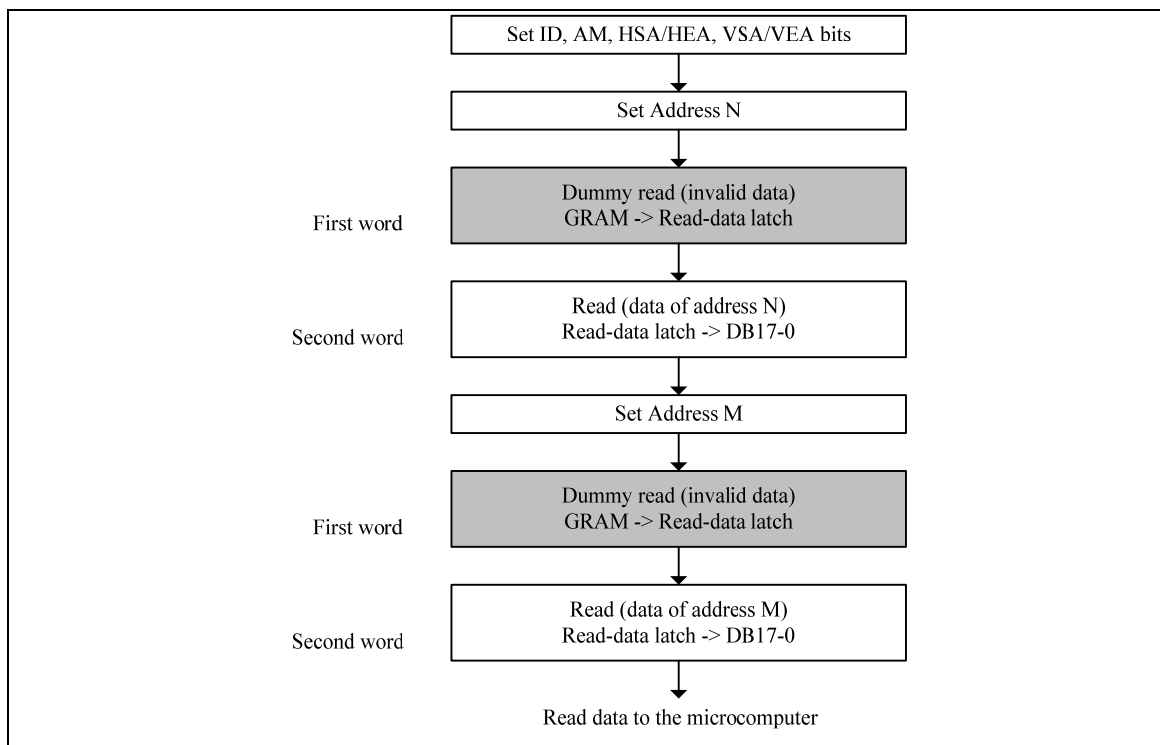 Set ID, AM, HSA/HEA, VSA/VEA bits
Set Address N
Dummy read (invalid data)
GRAM -> Read-data latch
First word
Read (data of address N)
Read-data latch -> DB17-0
Second word
Set Address M
Dummy read (invalid data)
GRAM -> Read-data latch
First word
Read (data of address M)
Read-data latch -> DB17-0
Second word
Read data to the microcomputer